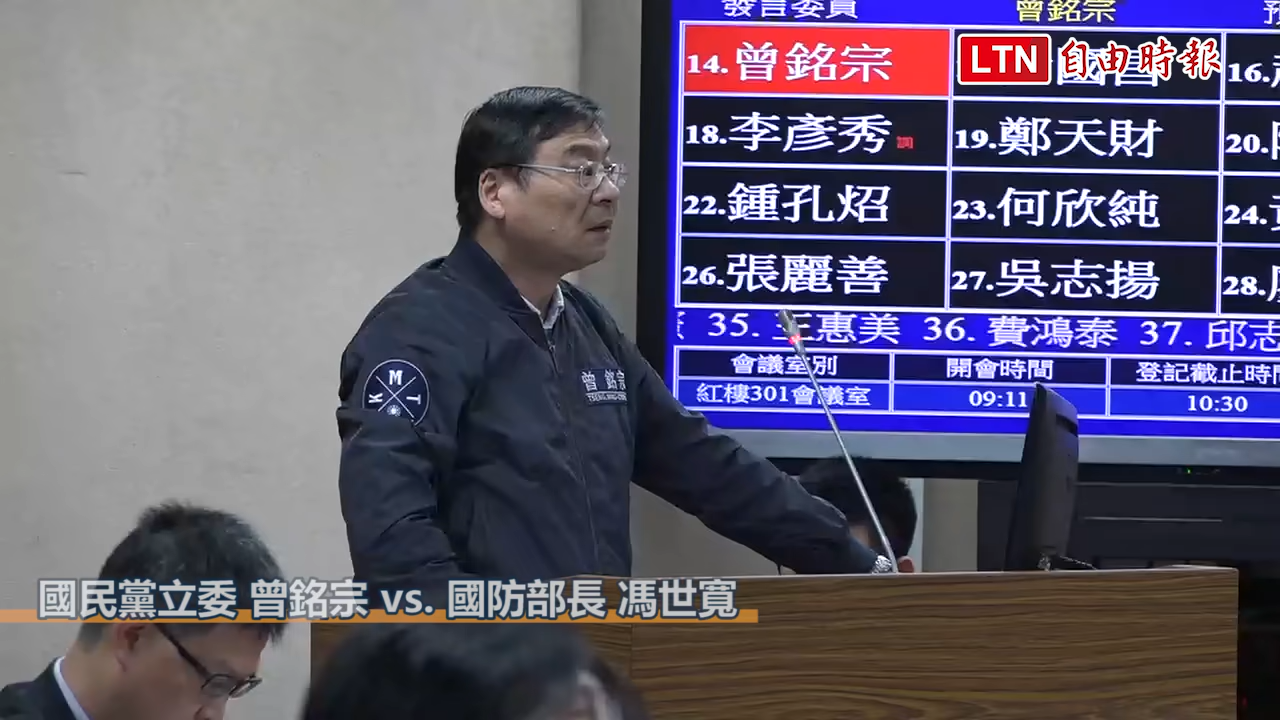 發言委員 曾銘宗
LTN 自由時報
14.曾銘宗 16.
18.李彥秀 19.鄭天財 20.
22.鍾孔炤 23.何欣純 24.
26.張麗善 27.吳志揚 28.
35. 王惠美 36. 費鴻泰 37. 邱志
會議室別 開會時間 登記截止時間
紅樓301會議室 09:11 10:30
KMT
曾銘宗
國民黨立委 曾銘宗 vs. 國防部長 馮世寬